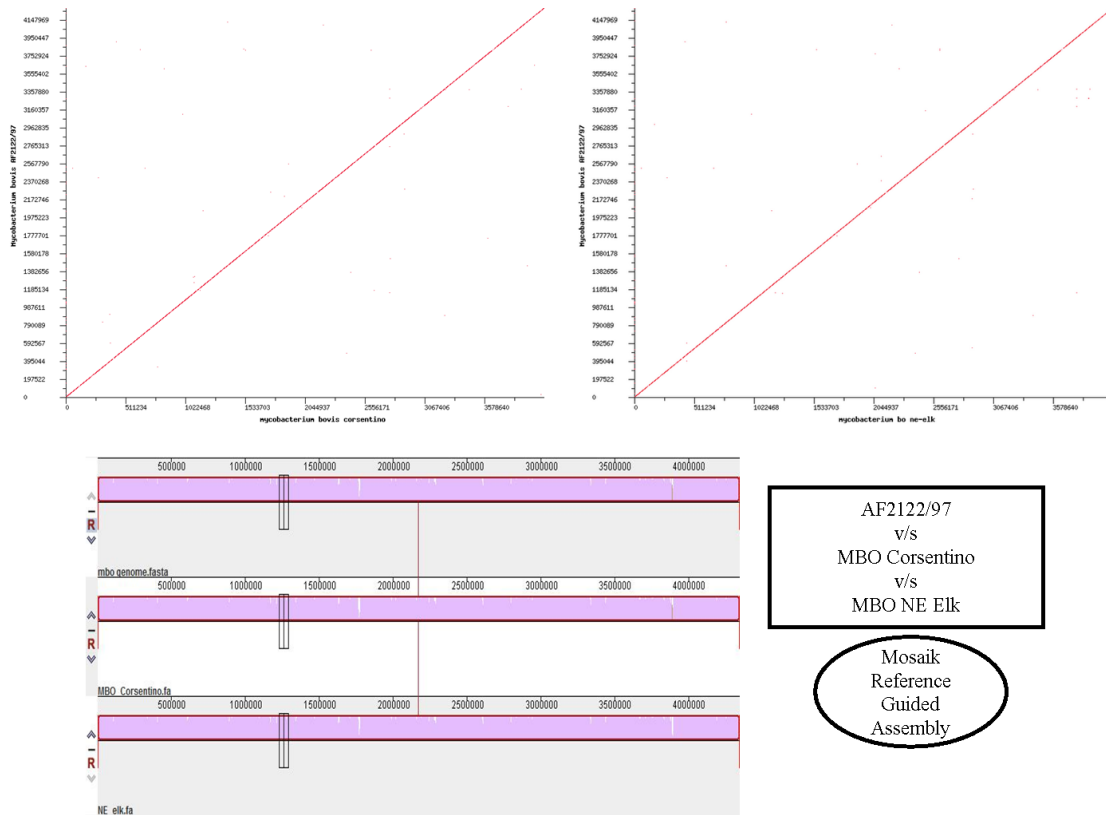 4147969
3950447
3752924
3555402
3357880
3160357
2962835
2765313
2567790
2370268
2172746
1975223
1777701
1580178
1382656
1185134
987611
790089
592567
395044
197522
0
Mycobacterium bovis AF2122/97
0 511234 1022468 1533703 2044937 2556171 3067406 3578640
mycobacterium bovis corsentino
4147969
3950447
3752924
3555402
3357880
3160357
2962835
2765313
2567790
2370268
2172746
1975223
1777701
1580178
1382656
1185134
987611
790089
592567
395044
197522
0
Mycobacterium bovis AF2122/97
0 511234 1022468 1533703 2044937 2556171 3067406 3578640
mycobacterium bo ne-elk
500000 1000000 1500000 2000000 2500000 3000000 3500000 4000000
R
mbo genome.fasta
500000 1000000 1500000 2000000 2500000 3000000 3500000 4000000
R
MBO_Corsentino.fa
500000 1000000 1500000 2000000 2500000 3000000 3500000 4000000
R
NE_elk.fa
AF2122/97
v/s
MBO Corsentino
v/s
MBO NE Elk
Mosaik
Reference
Guided
Assembly